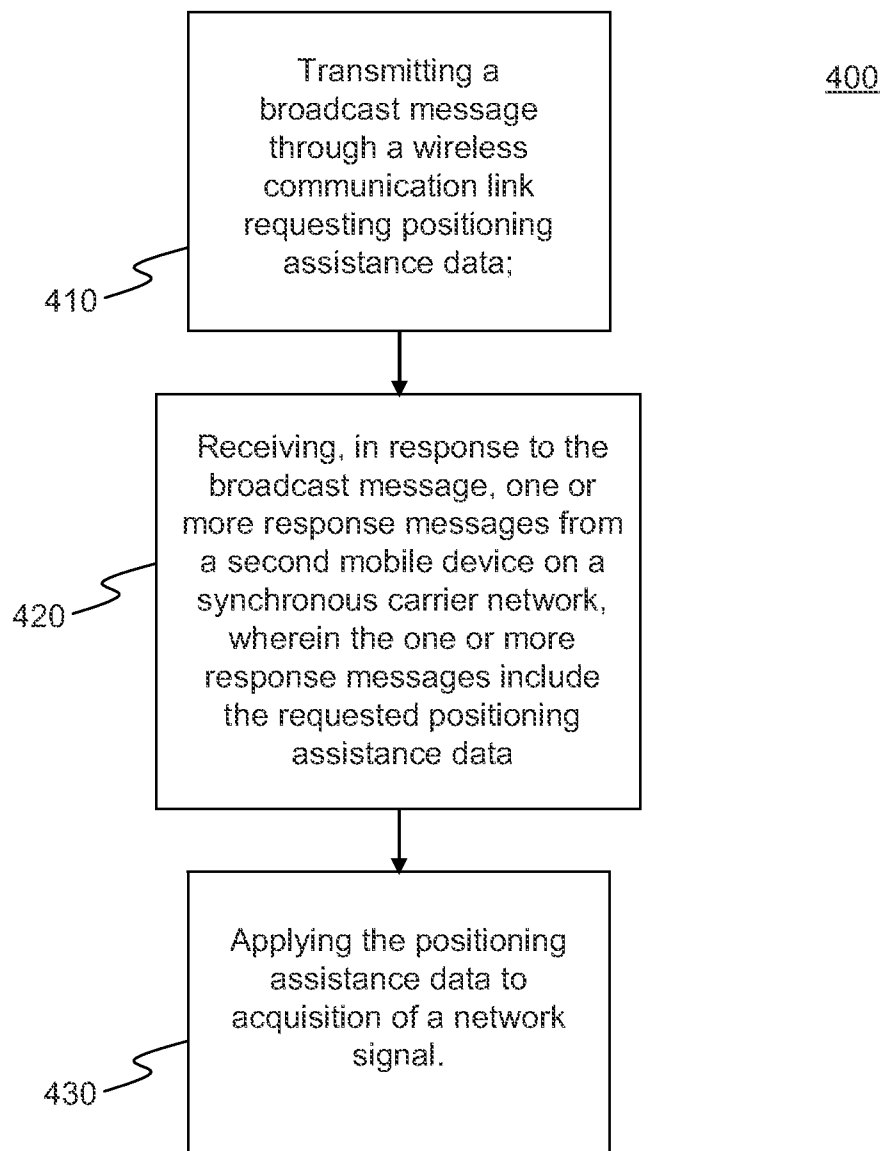 Transmitting a
broadcast message
through a wireless
communication link
requesting positioning
assistance data;
400
410
Receiving, in response to the
broadcast message, one or
more response messages from
a second mobile device on a
synchronous carrier network,
wherein the one or more
response messages include
the requested positioning
assistance data
420
Applying the positioning
assistance data to
acquisition of a network
signal.
430